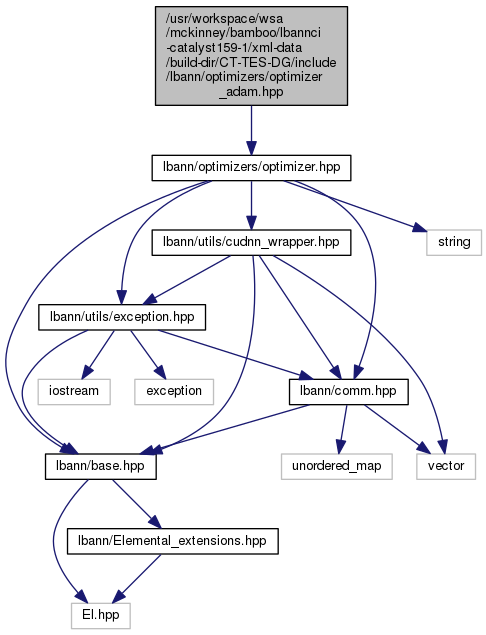 /usr/workspace/wsa
/mckinney/bamboo/lbannci
-catalyst159-1/xml-data
/build-dir/CT-TES-DG/include
/lbann/optimizers/optimizer
_adam.hpp
lbann/optimizers/optimizer.hpp
lbann/utils/cudnn_wrapper.hpp
string
lbann/utils/exception.hpp
iostream
exception
lbann/comm.hpp
lbann/base.hpp
unordered_map
vector
lbann/Elemental_extensions.hpp
El.hpp